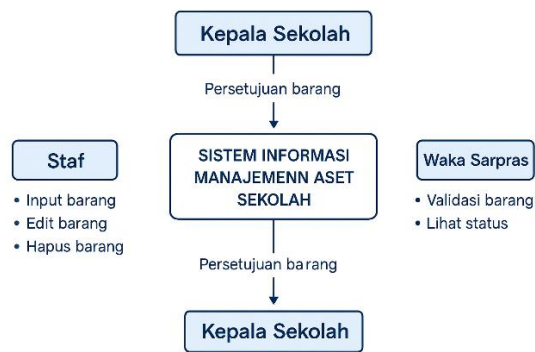 Kepala Sekolah
Persetujuan barang
Staf
• Input barang
• Edit barang
• Hapus barang
SISTEM INFORMASI
MANAJEMENN ASET
SEKOLAH
Waka Sarpras
• Validasi barang
• Lihat status
Persetujuan barang
Kepala Sekolah